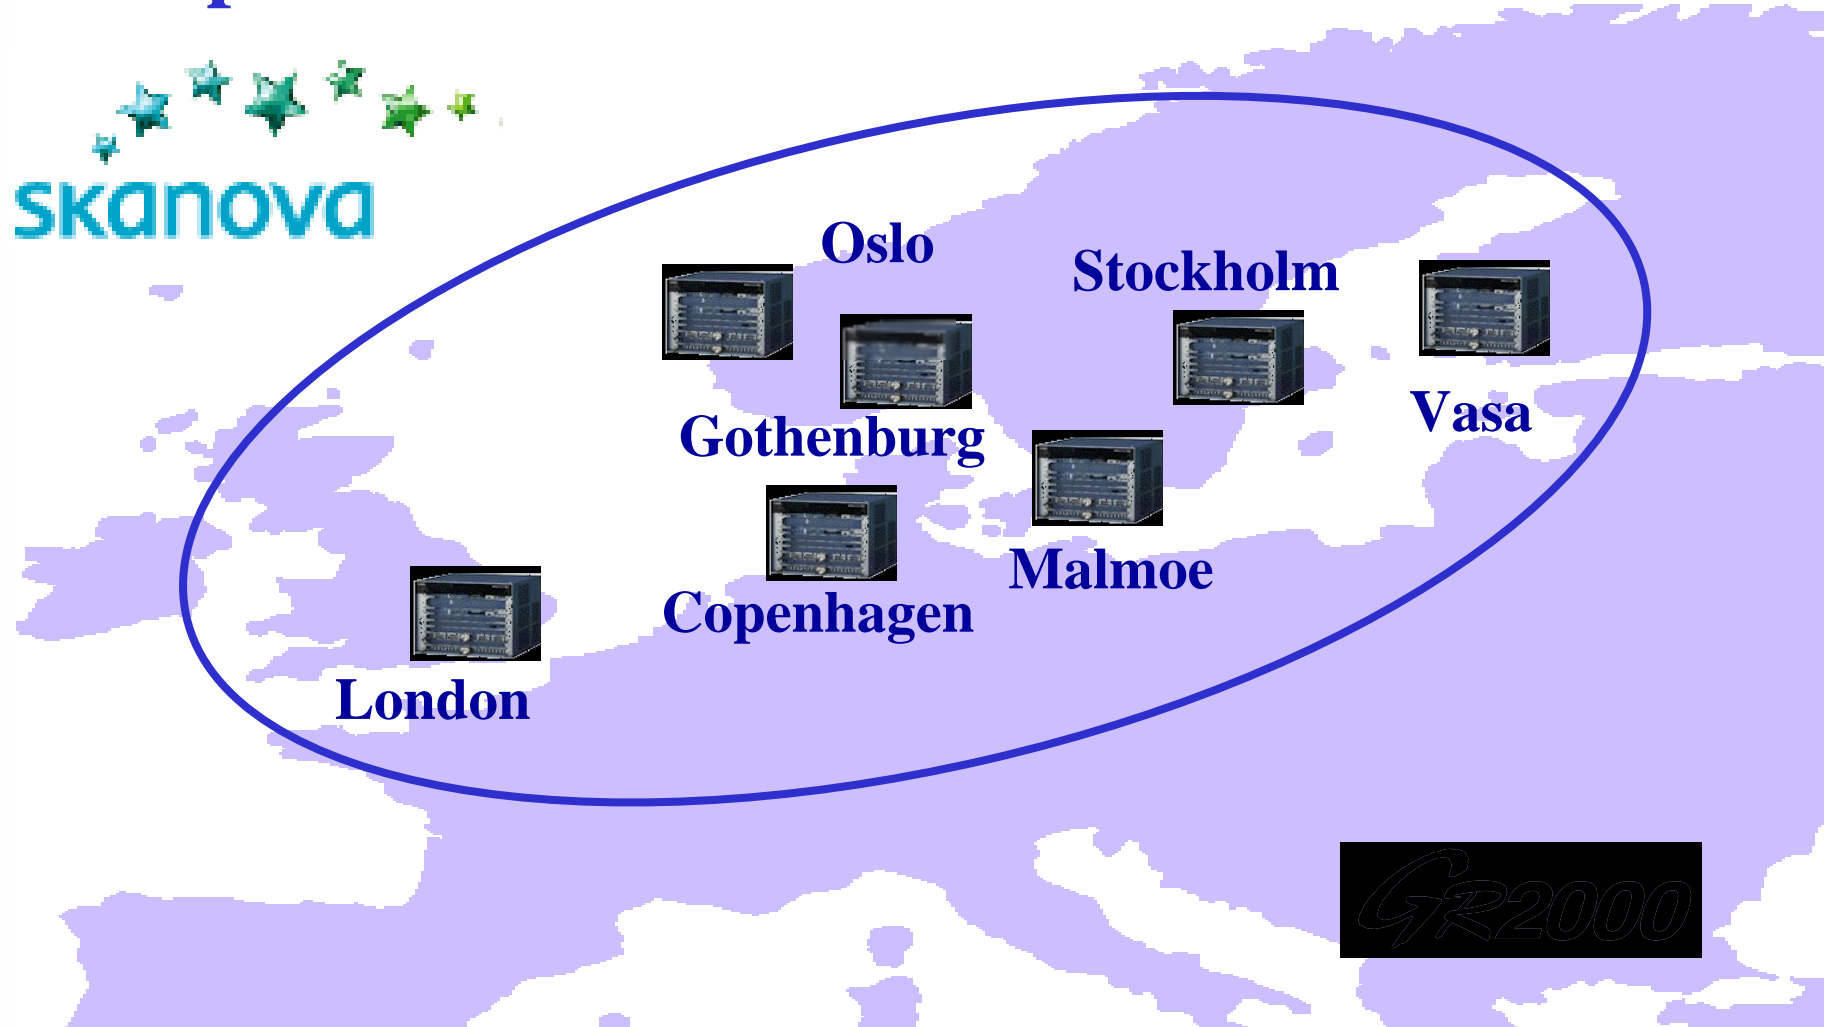 skanova
Oslo
Stockholm
Vasa
Gothenburg
Malmoe
Copenhagen
London
GR2000